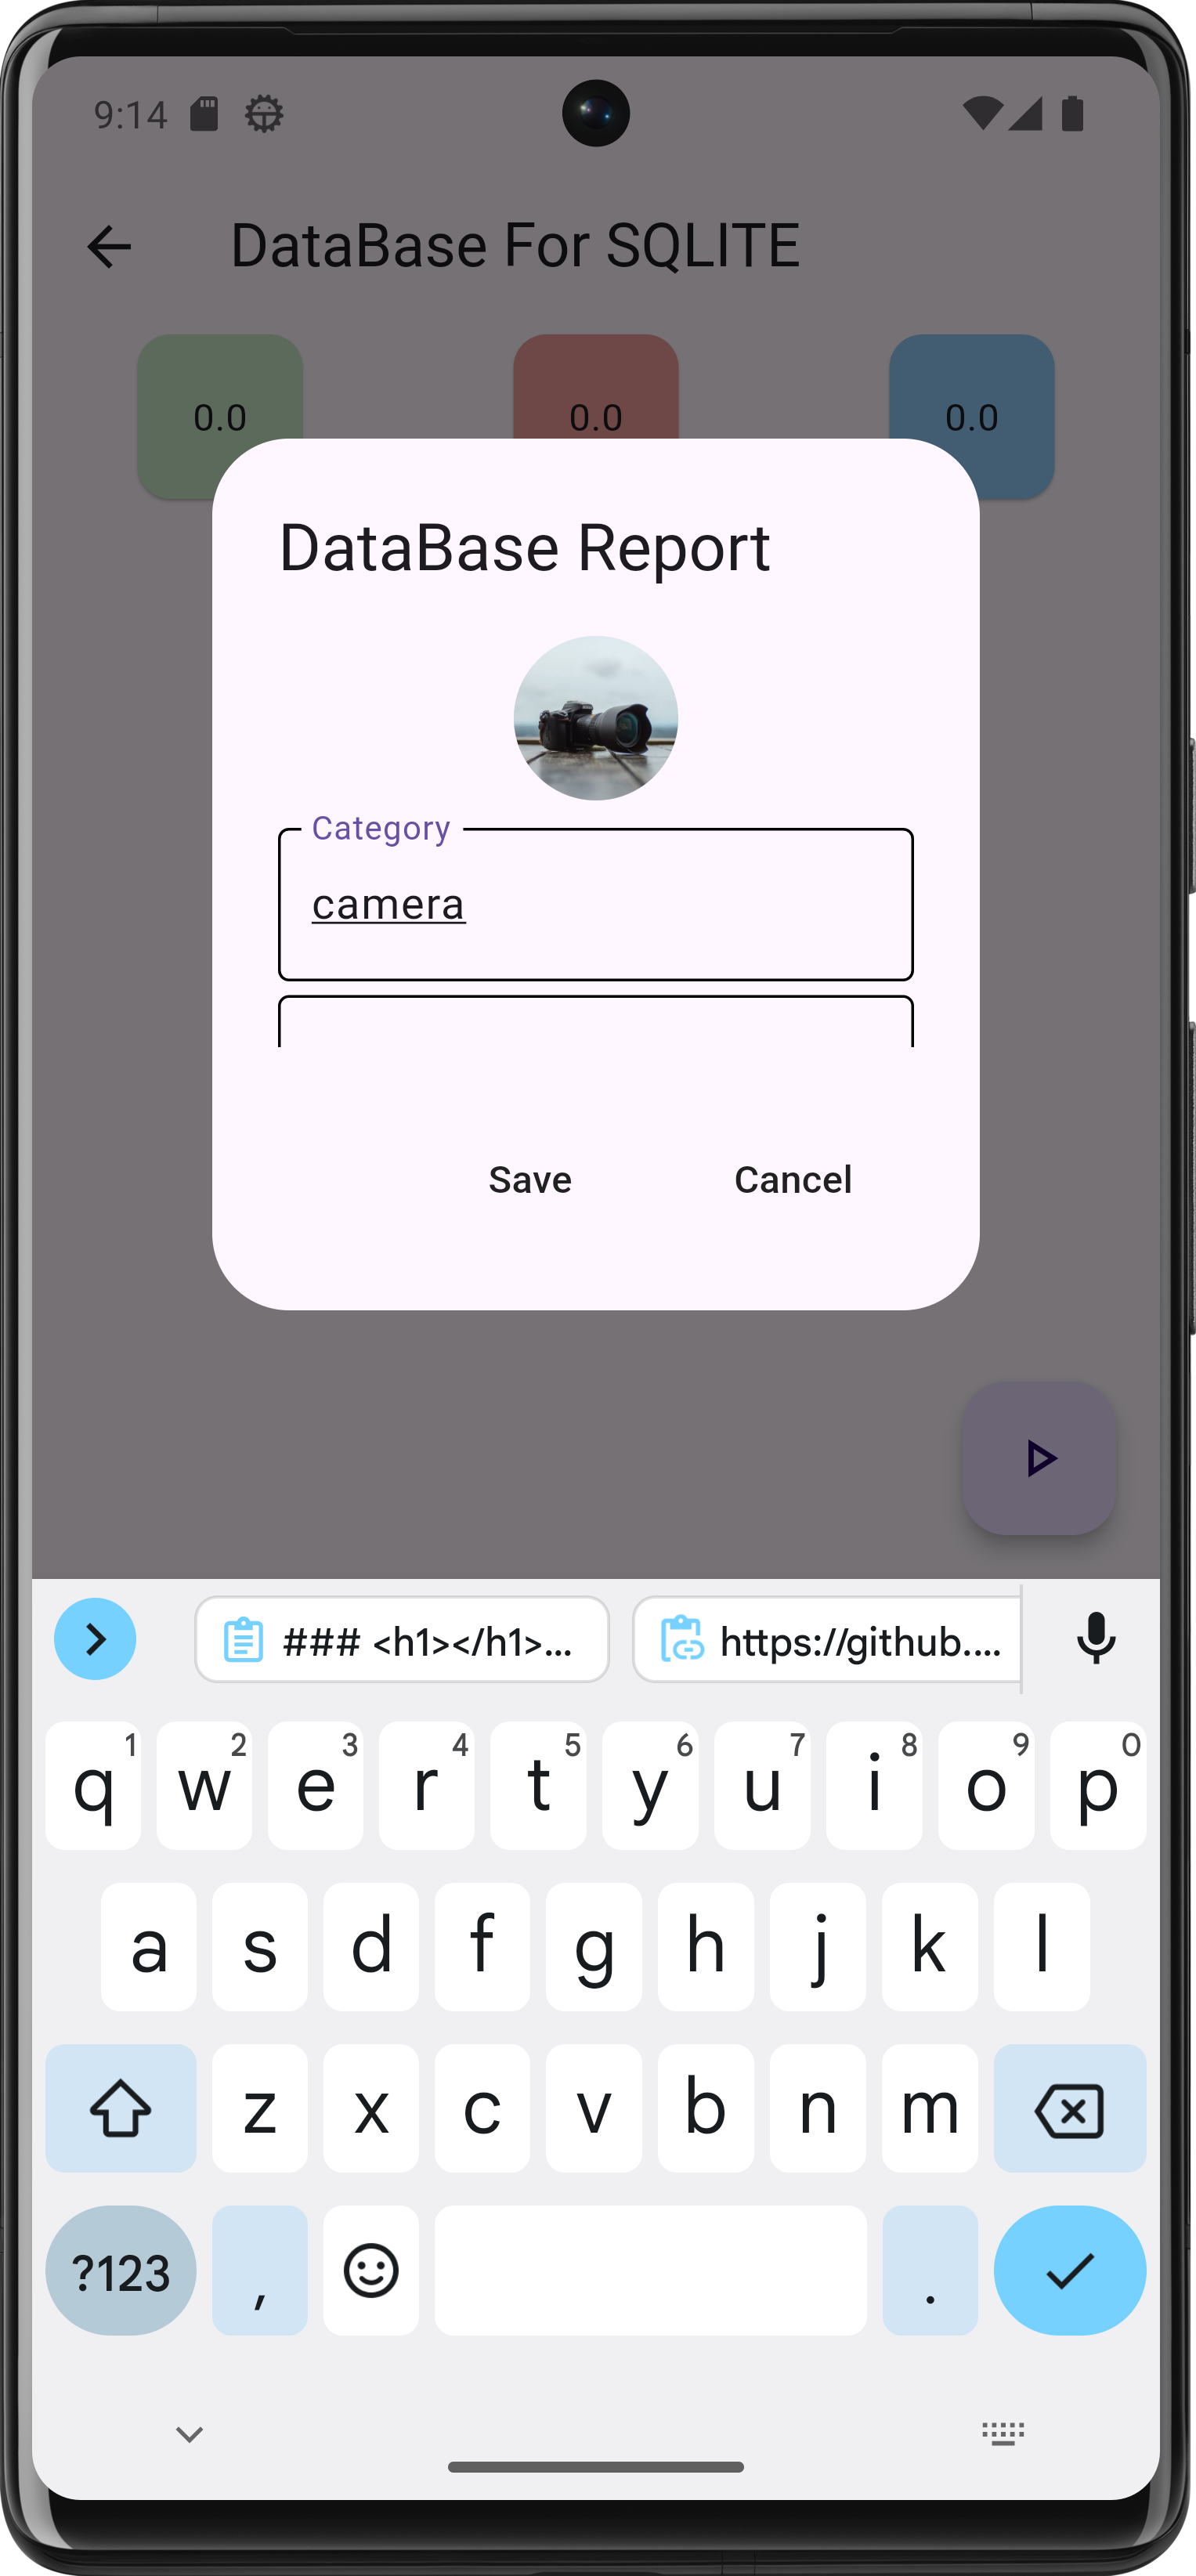 9:14
DataBase For SQLITE
0.0 0.0 0.0
DataBase Report
Category
camera
Save Cancel
### <h1></h1>... https://github....
1 2 3 4 5 6 7 8 9 0
q w e r t y u i o p
a s d f g h j k l
z x c v b n m
?123 , .